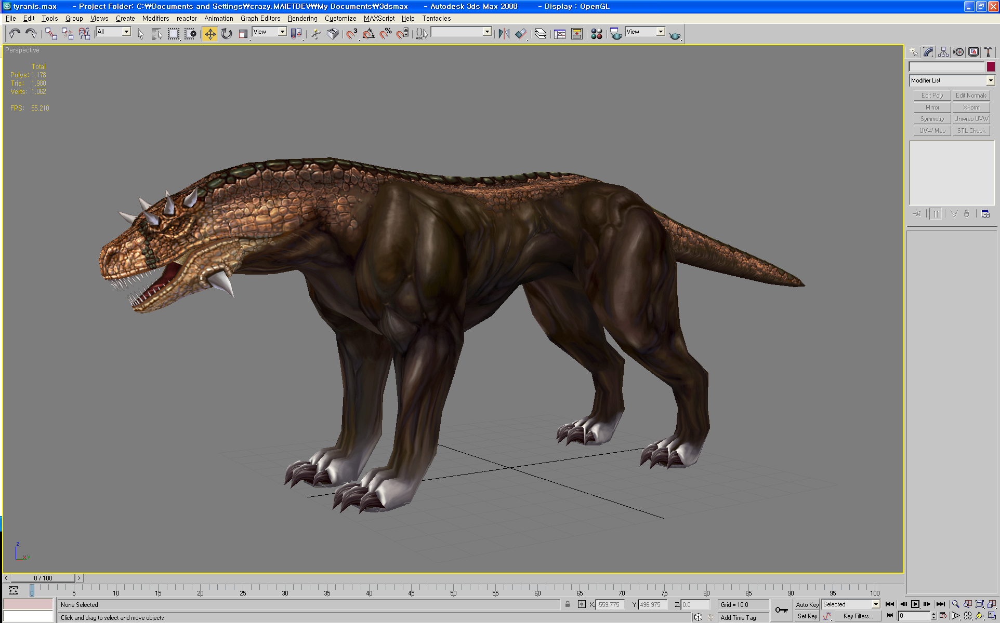 tyranis.max - Project Folder: C:₩Documents and Settings₩crazy.MAIETDEV₩My Documents₩3dsmax - Autodesk 3ds Max 2008 - Display : OpenGL
File Edit Tools Group Views Create Modifiers reactor Animation Graph Editors Rendering Customize MAXScript Help Tentacles
All View 3 % ABC View
Perspective
Total
Polys: 1,178
Tris: 1,980
Verts: 1,062
FPS: 55,210
Modifier List
Edit Poly Edit Normals
Mirror XForm
Symmetry Unwrap UVW
UVW Map STL Check
z
x y
< 0 / 100 >
0 5 10 15 20 25 30 35 40 45 50 55 60 65 70 75 80 85 90 95 100
None Selected X: -559.775 Y: 496.975 Z: 0.0 Grid = 10.0 Auto Key Selected
Click and drag to select and move objects Add Time Tag Set Key Key Filters... 0